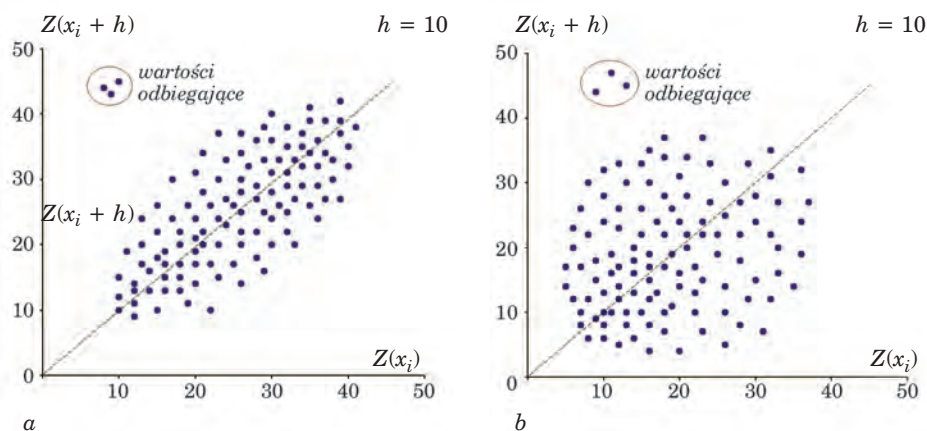 Z(xᵢ + h)
h = 10
50
wartości
odbiegające
40
30
Z(xᵢ + h)
20
10
Z(xᵢ)
0
10
20
30
40
50
a
Z(xᵢ + h)
h = 10
50
wartości
odbiegające
40
30
20
10
Z(xᵢ)
0
10
20
30
40
50
b